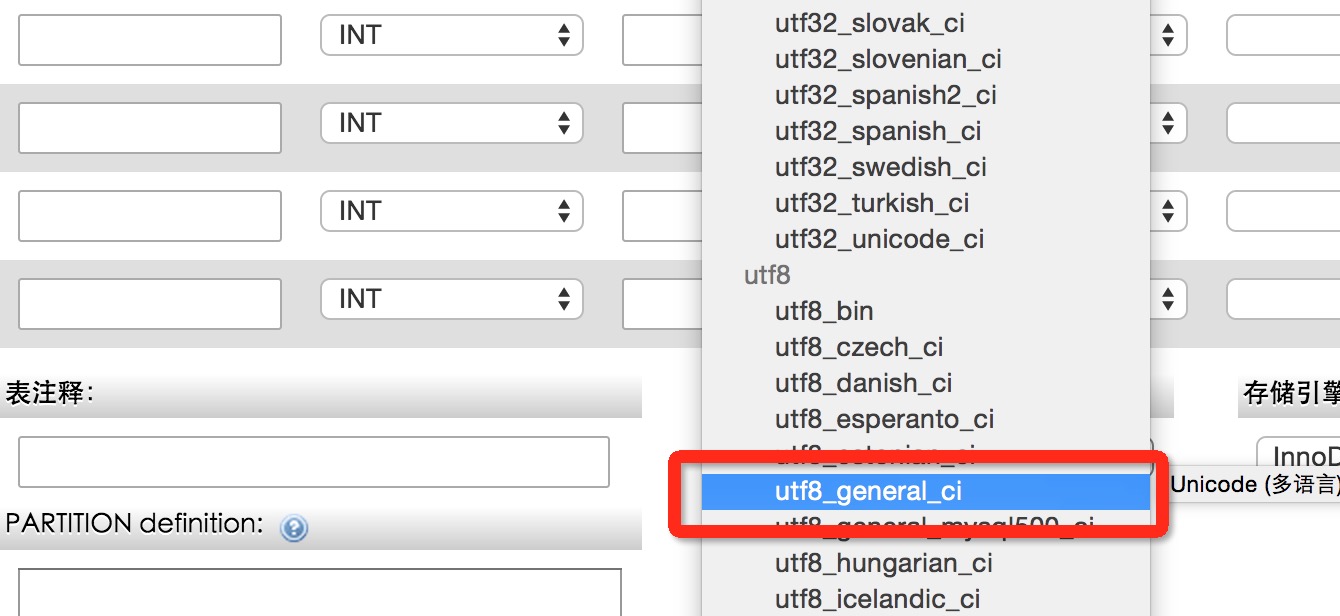 INT
utf32_slovak_ci
utf32_slovenian_ci
utf32_spanish2_ci
INT
utf32_spanish_ci
utf32_swedish_ci
INT
utf32_turkish_ci
utf32_unicode_ci
utf8
INT
utf8_bin
utf8_czech_ci
utf8_danish_ci
表注释:
存储引擎
utf8_esperanto_ci
utf8_estonian_ci
InnoD
utf8_general_ci
Unicode (多语言)
PARTITION definition:
utf8_general_mysql500_ci
utf8_hungarian_ci
utf8_icelandic_ci